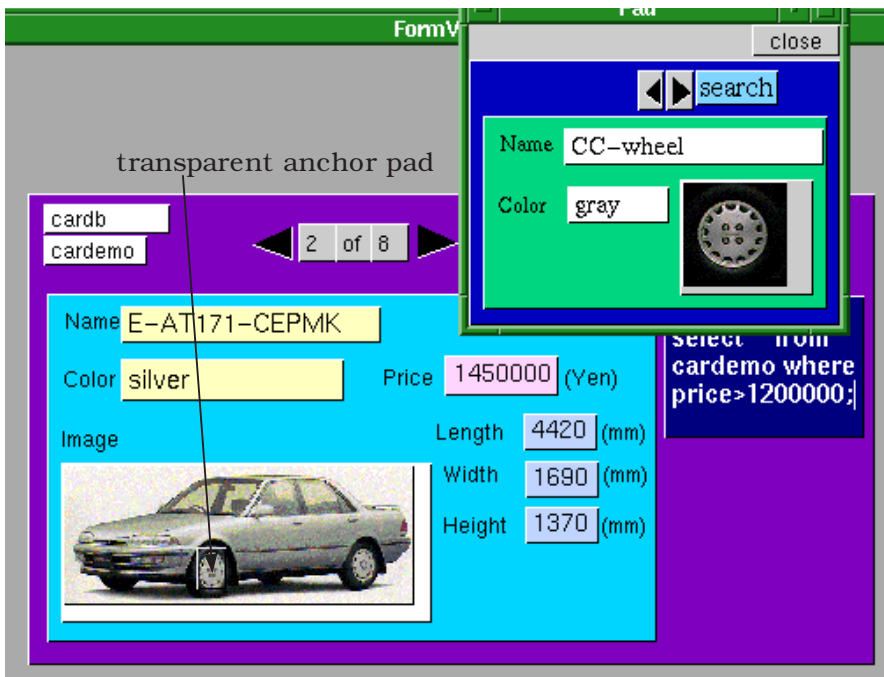 Pad
FormV
close
search
Name CC-wheel
transparent anchor pad
Color gray
cardb
cardemo
2 of 8
Name E-AT171-CEPMK
select from
cardemo where
price>1200000;
Color silver
Price 1450000 (Yen)
Image
Length 4420 (mm)
Width 1690 (mm)
Height 1370 (mm)